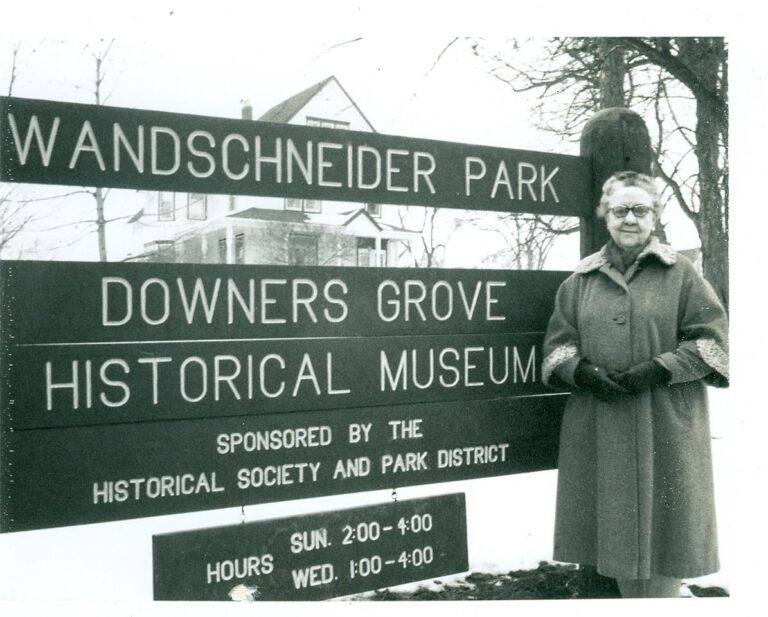 WANDSCHNEIDER PARK
DOWNERS GROVE
HISTORICAL MUSEUM
SPONSORED BY THE
HISTORICAL SOCIETY AND PARK DISTRICT
HOURS SUN. 2:00-4:00
WED. 1:00-4:00